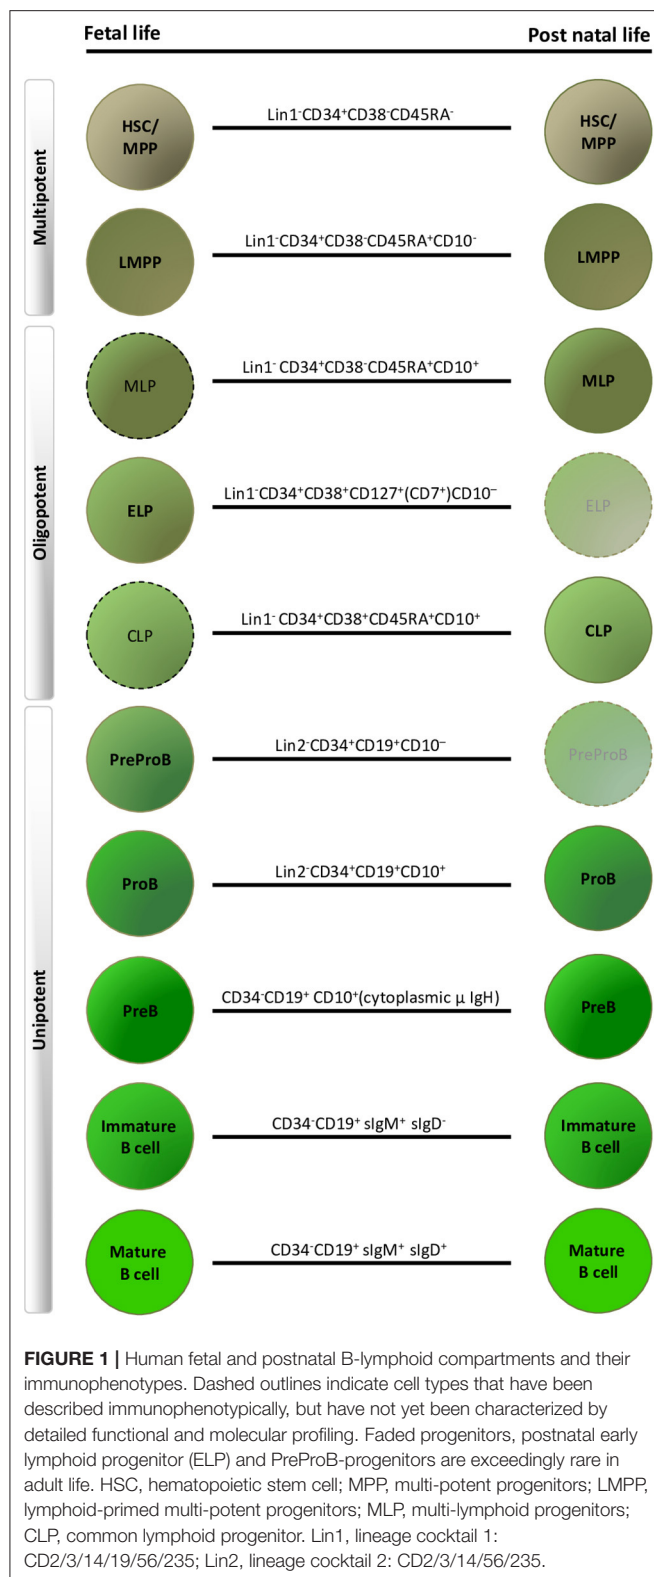 Fetal life
Post natal life
Multipotent
HSC/
MPP
Lin1⁻CD34⁺CD38⁻CD45RA⁻
HSC/
MPP
LMPP
Lin1⁻CD34⁺CD38⁻CD45RA⁺CD10⁻
LMPP
Oligopotent
MLP
Lin1⁻ CD34⁺CD38⁻CD45RA⁺CD10⁺
MLP
ELP
Lin1⁻CD34⁺CD38⁺CD127⁺(CD7⁺)CD10⁻
ELP
CLP
Lin1⁻ CD34⁺CD38⁺CD45RA⁺CD10⁺
CLP
Unipotent
PreProB
Lin2⁻CD34⁺CD19⁺CD10⁻
PreProB
ProB
Lin2⁻CD34⁺CD19⁺CD10⁺
ProB
PreB
CD34⁻CD19⁺ CD10⁺(cytoplasmic μ IgH)
PreB
Immature
B cell
CD34⁻CD19⁺ sIgM⁺ sIgD⁻
Immature
B cell
Mature
B cell
CD34⁻CD19⁺ sIgM⁺ sIgD⁺
Mature
B cell
FIGURE 1 | Human fetal and postnatal B-lymphoid compartments and their
immunophenotypes. Dashed outlines indicate cell types that have been
described immunophenotypically, but have not yet been characterized by
detailed functional and molecular profiling. Faded progenitors, postnatal early
lymphoid progenitor (ELP) and PreProB-progenitors are exceedingly rare in
adult life. HSC, hematopoietic stem cell; MPP, multi-potent progenitors; LMPP,
lymphoid-primed multi-potent progenitors; MLP, multi-lymphoid progenitors;
CLP, common lymphoid progenitor. Lin1, lineage cocktail 1:
CD2/3/14/19/56/235; Lin2, lineage cocktail 2: CD2/3/14/56/235.